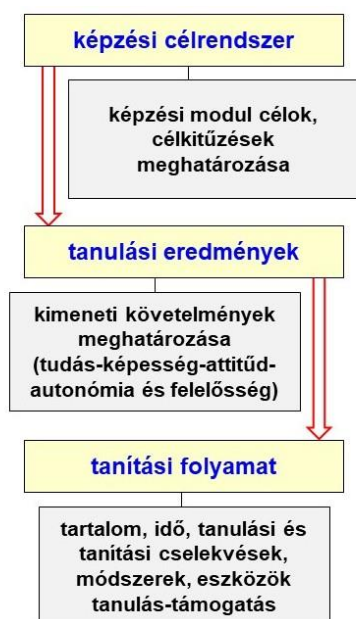 képzési célrendszer
képzési modul célok,
célkitűzések
meghatározása
tanulási eredmények
kimeneti követelmények
meghatározása
(tudás-képesség-attitűd-
autonómia és felelősség)
tanítási folyamat
tartalom, idő, tanulási és
tanítási cselekvések,
módszerek, eszközök
tanulás-támogatás